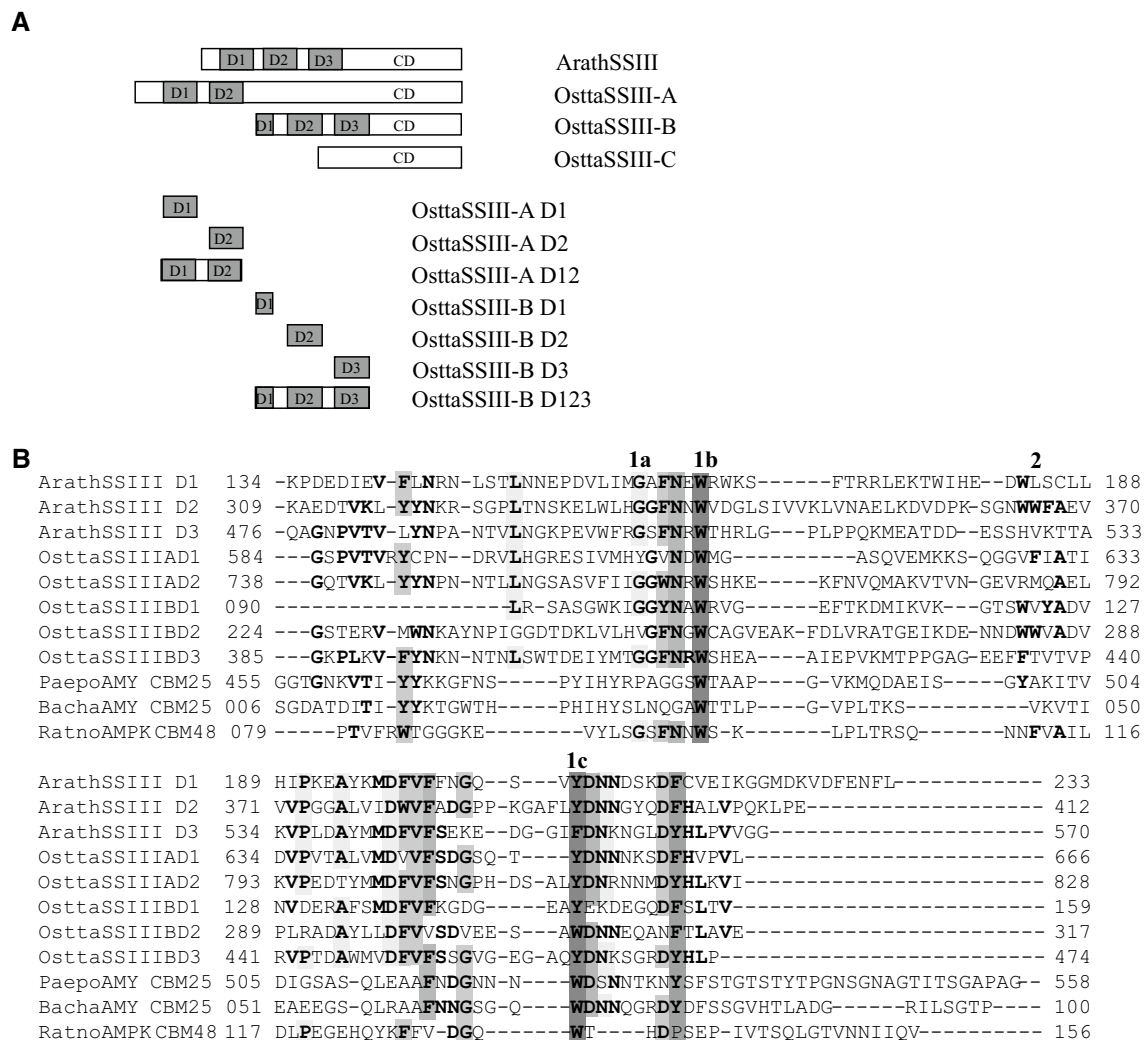 A
D1 D2 D3 CD ArathSSIII
D1 D2 CD OsttaSSIII-A
D1 D2 D3 CD OsttaSSIII-B
CD OsttaSSIII-C
D1 OsttaSSIII-A D1
D2 OsttaSSIII-A D2
D1 D2 OsttaSSIII-A D12
D1 OsttaSSIII-B D1
D2 OsttaSSIII-B D2
D3 OsttaSSIII-B D3
D1 D2 D3 OsttaSSIII-B D123
B
1a 1b 2
ArathSSIII D1 134 -KPDEDIEV-FLNRN-LSTLNNEPDVLIMGAFNEWRWKS------FTRRLEKTWIHE--DWLSCLL 188
ArathSSIII D2 309 -KAEDTVKL-YYNKR-SGPLTNSKELWLHGGFNNWVDGLSIVVKLVNAELKDVDPK-SGNWWFAEV 370
ArathSSIII D3 476 -QAGNPVTV-LYNPA-NTVLNGKPEVWFRGSFNRWTHRLG-PLPPQKMEATDD--ESSHVKTTA 533
OsttaSSIIIAD1 584 ---GSPVTVRYCPN--DRVLHGRESIVMHYGVNDWMG-------ASQVEMKKS-QGGVFIATI 633
OsttaSSIIIAD2 738 ---GQTVKL-YYNPN-NTLLNGSASVFIIGGWNRWSHKE-----KFNVQMAKVTVN-GEVRMQAEL 792
OsttaSSIIIBD1 090 ---------------LR-SASGWKIGGYNAWRVG------EFTKDMIKVK---GTSWVYADV 127
OsttaSSIIIBD2 224 ---GSTERV-MWNKAYNPIGGDTDKLVLHVGFNGWCAGVEAK-FDLVRATGEIKDE-NNDWWVADV 288
OsttaSSIIIBD3 385 ---GKPLKV-FYNKN-NTNLSWTDEIYMTGGFNRWSHEA---AIEPVKMTPPGAG-EEFFTVTVP 440
PaepoAMY CBM25 455 GGTGNKVTI-YYKKGFNS----PYIHYRPAGGSWTAAP----G-VKMQDAEIS----GYAKITV 504
BachaAMY CBM25 006 SGDATDITI-YYKTGWTH----PHIHYSLNQGAWTTLP----G-VPLTKS------VKVTI 050
RatnoAMPKCBM48 079 ----PTVFRWTGGGKE------VYLSGSFNNWS-K------LPLTRSQ----NNFVAIL 116
1c
ArathSSIII D1 189 HIPKEAYKMDFVFFNGQ--S---VYDNNDSKDFCVEIKGGMDKVDFENFL---------- 233
ArathSSIII D2 371 VVPGGALVIDWVFADGPP-KGAFLYDNNGYQDFHALVPQKLPE---------------- 412
ArathSSIII D3 534 KVPLDAYMMDFVFSEKE--DG-GIFDNKNGLDYHLPVVGG------------------- 570
OsttaSSIIIAD1 634 DVPVTALVMDVVFSDGSQ-T----YDNNNKSDFHVPVL--------------------- 666
OsttaSSIIIAD2 793 KVPEDTYMMDFVFSNGPH-DS-ALYDNRNNMDYHLKVI--------------------- 828
OsttaSSIIIBD1 128 NVDERAFSMDFVFKGDG----EAYEKDEGQDFSLTV---------------------- 159
OsttaSSIIIBD2 289 PLRADAYLLDFVVSDVEE--S--AWDNNEQANFTLAVE--------------------- 317
OsttaSSIIIBD3 441 RVPTDAWMVDFVFSSGVG-EG-AQYDNKSGRDYHLP----------------------- 474
PaepoAMY CBM25 505 DIGSAS-QLEAAFNDGNN-N----WDSNNTKNYSFSTGTSTYTPGNSGNAGTITSGAPAG- 558
BachaAMY CBM25 051 EAEEGS-QLRAAFNNGSG-Q----WDNNQGRDYDFSSGVHTLADG------RILSGTP--- 100
RatnoAMPKCBM48 117 DLPEGEHQYKFFV-DGQ------WT---HDPSEP-IVTSQLGTVNNIIQV---------- 156